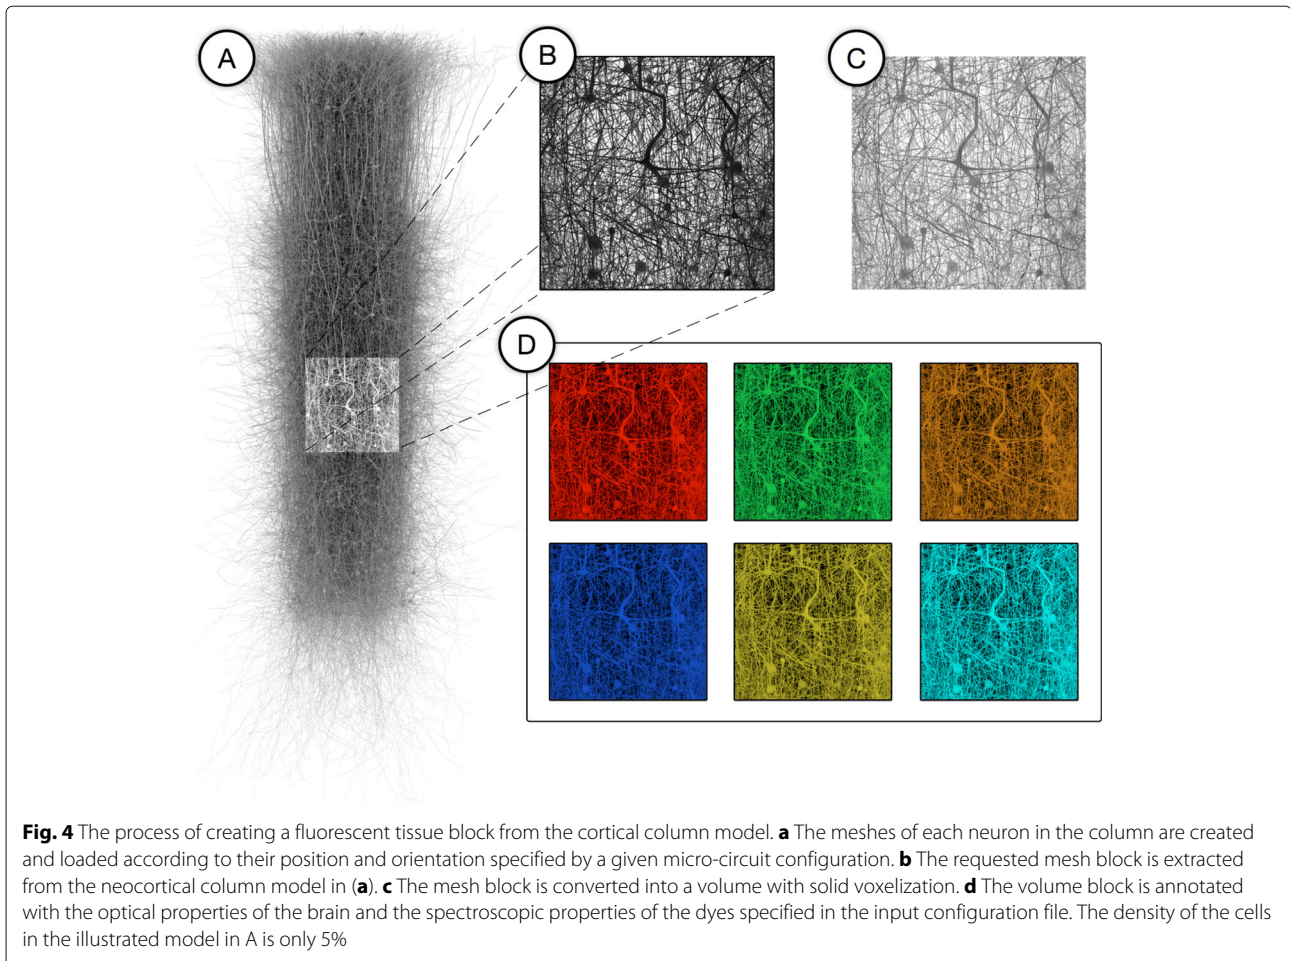 A
B
C
D
Fig. 4 The process of creating a fluorescent tissue block from the cortical column model. a The meshes of each neuron in the column are created
and loaded according to their position and orientation specified by a given micro-circuit configuration. b The requested mesh block is extracted
from the neocortical column model in (a). c The mesh block is converted into a volume with solid voxelization. d The volume block is annotated
with the optical properties of the brain and the spectroscopic properties of the dyes specified in the input configuration file. The density of the cells
in the illustrated model in A is only 5%